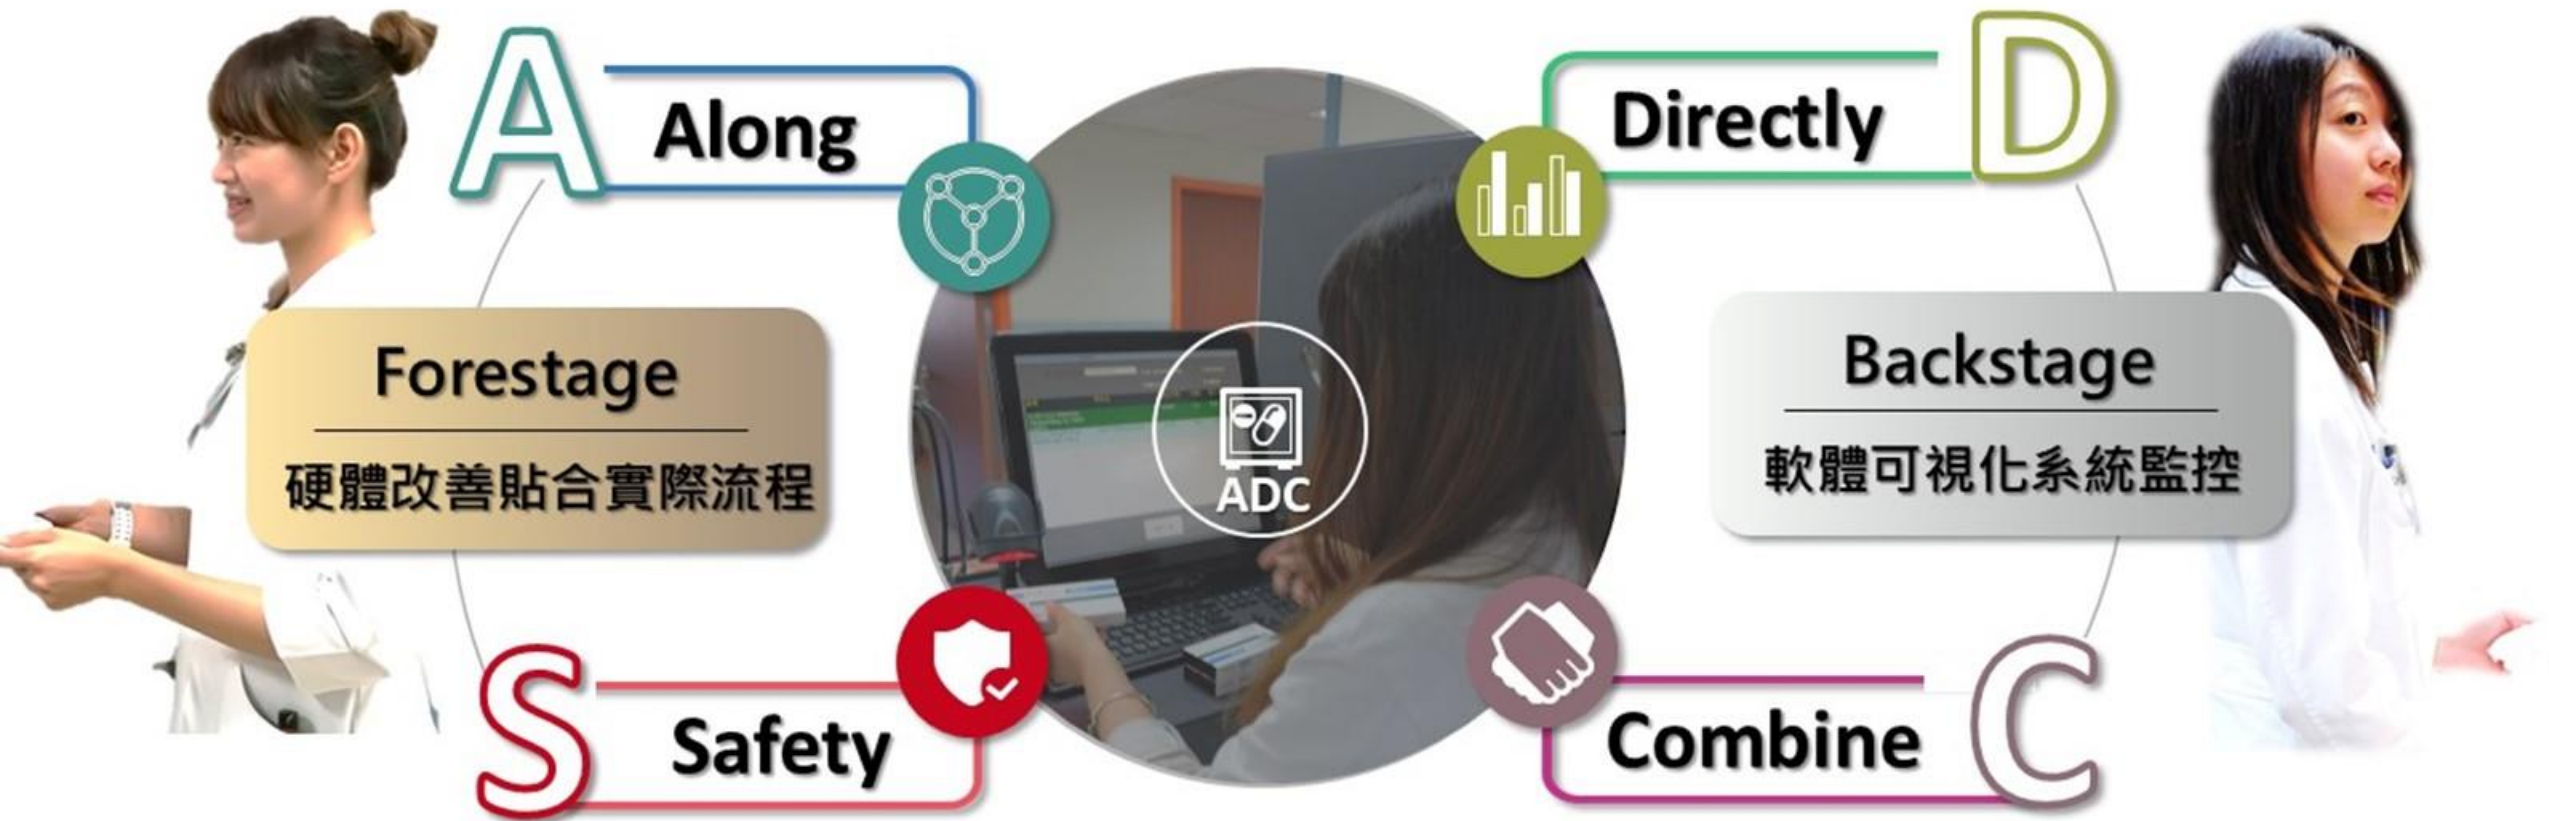 A
Along
Directly
D
Forestage
硬體改善貼合實際流程
ADC
Backstage
軟體可視化系統監控
S
Safety
Combine
C